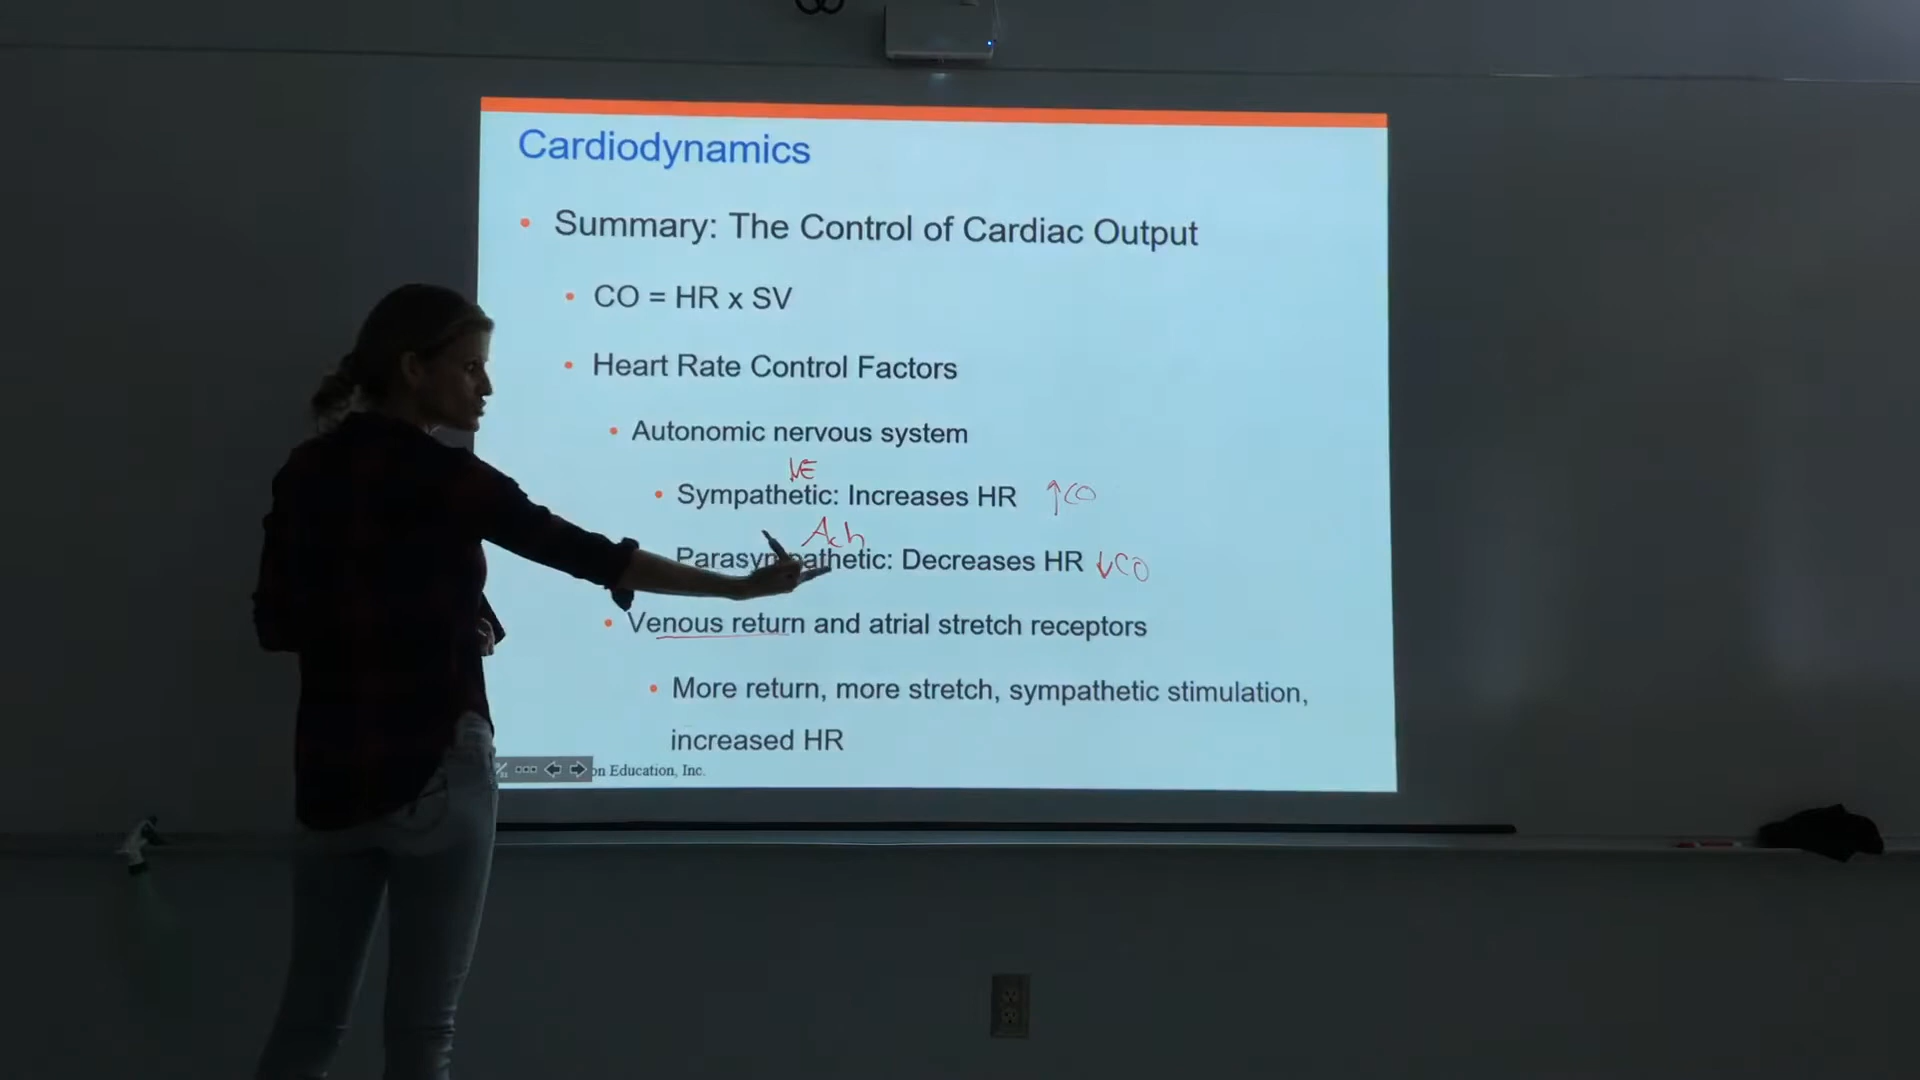 Cardiodynamics
• Summary: The Control of Cardiac Output
• CO = HR x SV
• Heart Rate Control Factors
• Autonomic nervous system
NE
• Sympathetic: Increases HR ↑CO
Ach
Parasympathetic: Decreases HR ↓CO
• Venous return and atrial stretch receptors
• More return, more stretch, sympathetic stimulation,
increased HR
on Education, Inc.